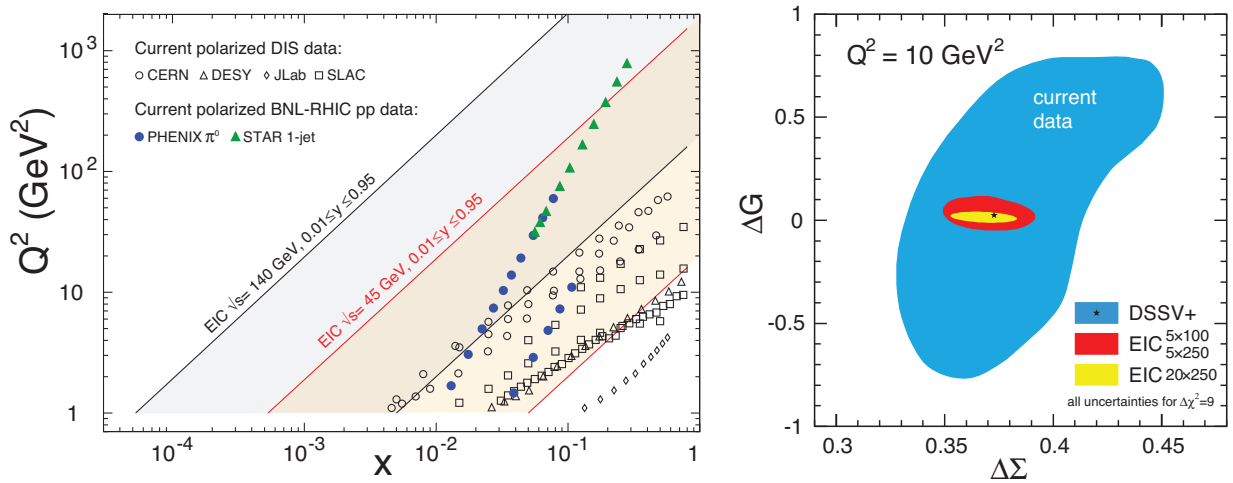 Current polarized DIS data:
○ CERN △ DESY ◊ JLab □ SLAC
Current polarized BNL-RHIC pp data:
● PHENIX π⁰ ▲ STAR 1-jet
EIC √s= 140 GeV, 0.01≤y≤0.95
EIC √s= 45 GeV, 0.01≤y≤0.95
Q² (GeV²)
10³
10²
10
1
10⁻⁴ 10⁻³ 10⁻² 10⁻¹ 1
x
Q² = 10 GeV²
current
data
DSSV+
EIC 5×100
5×250
EIC 20×250
all uncertainties for Δχ²=9
ΔG
1
0.5
0
-0.5
-1
0.3 0.35 0.4 0.45
ΔΣ